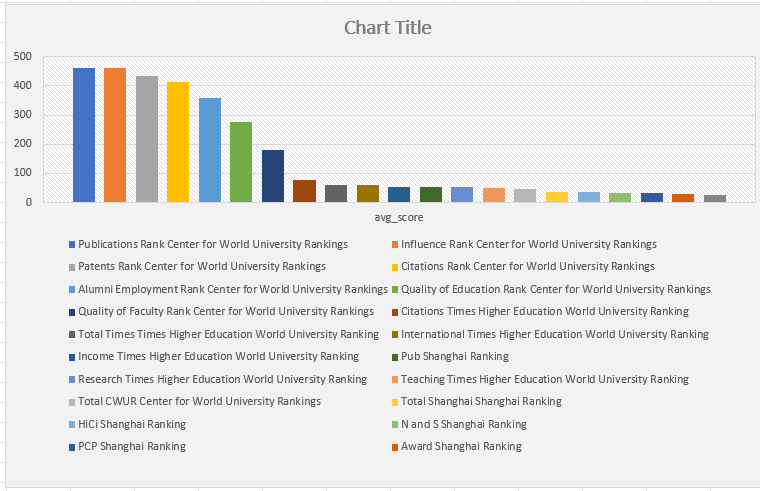 Chart Title
500
400
300
200
100
0
avg_score
Publications Rank Center for World University Rankings
Influence Rank Center for World University Rankings
Patents Rank Center for World University Rankings
Citations Rank Center for World University Rankings
Alumni Employment Rank Center for World University Rankings
Quality of Education Rank Center for World University Rankings
Quality of Faculty Rank Center for World University Rankings
Citations Times Higher Education World University Ranking
Total Times Times Higher Education World University Ranking
International Times Higher Education World University Ranking
Income Times Higher Education World University Ranking
Pub Shanghai Ranking
Research Times Higher Education World University Ranking
Teaching Times Higher Education World University Ranking
Total CWUR Center for World University Rankings
Total Shanghai Shanghai Ranking
HiCi Shanghai Ranking
N and S Shanghai Ranking
PCP Shanghai Ranking
Award Shanghai Ranking